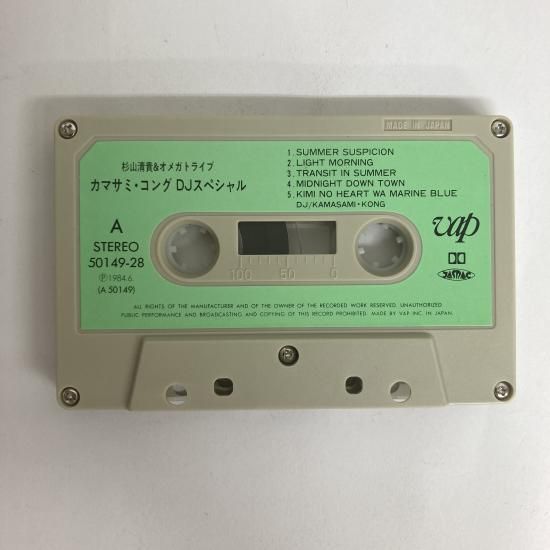 MADE IN JAPAN
杉山清貴&オメガトライブ
カマサミ・コング DJスペシャル
A
STEREO
50149-28
Ⓟ1984.6.
(A 50149)
1. SUMMER SUSPICION
2. LIGHT MORNING
3. TRANSIT IN SUMMER
4. MIDNIGHT DOWN TOWN
5. KIMI NO HEART WA MARINE BLUE
DJ/KAMASAMI・KONG
vap
JASRAC
100 50 0
ALL RIGHTS OF THE MANUFACTURER AND OF THE OWNER OF THE RECORDED WORK RESERVED. UNAUTHORIZED
PUBLIC PERFORMANCE AND BROADCASTING AND COPYING OF THIS RECORD PROHIBITED. MADE BY VAP INC. IN JAPAN.